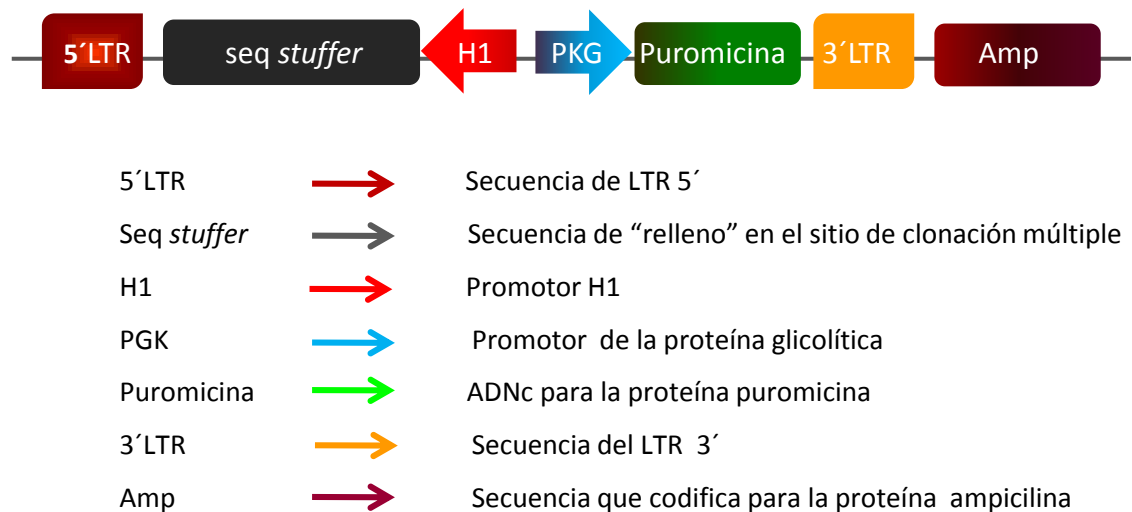 5´LTR seq stuffer H1 PKG Puromicina 3´LTR Amp
5´LTR Secuencia de LTR 5´
Seq stuffer Secuencia de “relleno” en el sitio de clonación múltiple
H1 Promotor H1
PGK Promotor de la proteína glicolítica
Puromicina ADNc para la proteína puromicina
3´LTR Secuencia del LTR 3´
Amp Secuencia que codifica para la proteína ampicilina